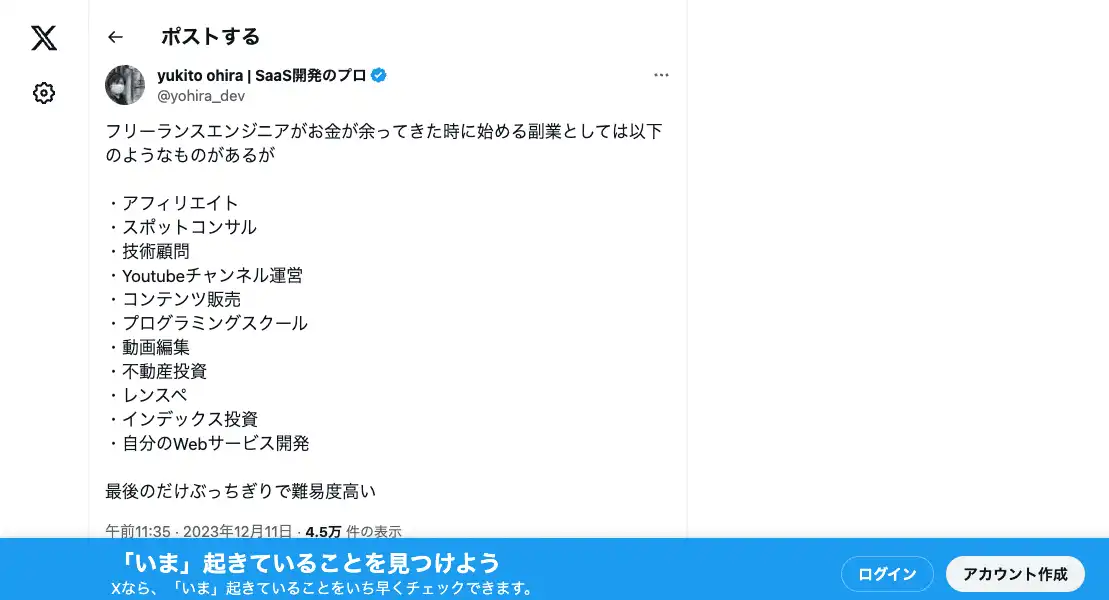 ポストする
yukito ohira | SaaS開発のプロ
@yohira_dev
フリーランスエンジニアがお金が余ってきた時に始める副業としては以下
のようなものがあるが
・アフィリエイト
・スポットコンサル
・技術顧問
・Youtubeチャンネル運営
・コンテンツ販売
・プログラミングスクール
・動画編集
・不動産投資
・レンスペ
・インデックス投資
・自分のWebサービス開発
最後のだけぶっちぎりで難易度高い
午前11:35 · 2023年12月11日 · 4.5万 件の表示
「いま」起きていることを見つけよう
Xなら、「いま」起きていることをいち早くチェックできます。
ログイン
アカウント作成